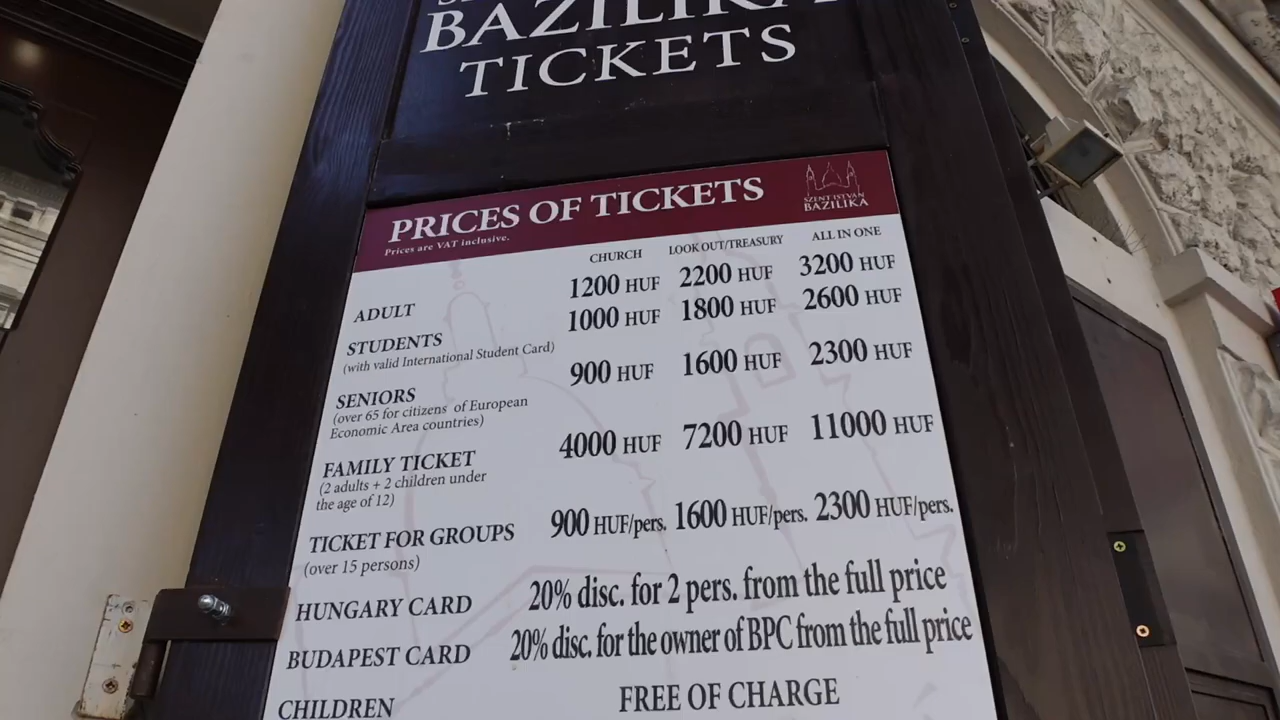 BAZILIKA
TICKETS
PRICES OF TICKETS
Prices are VAT inclusive.
SZENT ISTVÁN
BAZILIKA
CHURCH LOOK OUT/TREASURY ALL IN ONE
ADULT 1200 HUF 2200 HUF 3200 HUF
STUDENTS 1000 HUF 1800 HUF 2600 HUF
(with valid International Student Card)
SENIORS 900 HUF 1600 HUF 2300 HUF
(over 65 for citizens of European
Economic Area countries)
FAMILY TICKET 4000 HUF 7200 HUF 11000 HUF
(2 adults + 2 children under
the age of 12)
TICKET FOR GROUPS 900 HUF/pers. 1600 HUF/pers. 2300 HUF/pers.
(over 15 persons)
HUNGARY CARD 20% disc. for 2 pers. from the full price
BUDAPEST CARD 20% disc. for the owner of BPC from the full price
CHILDREN FREE OF CHARGE